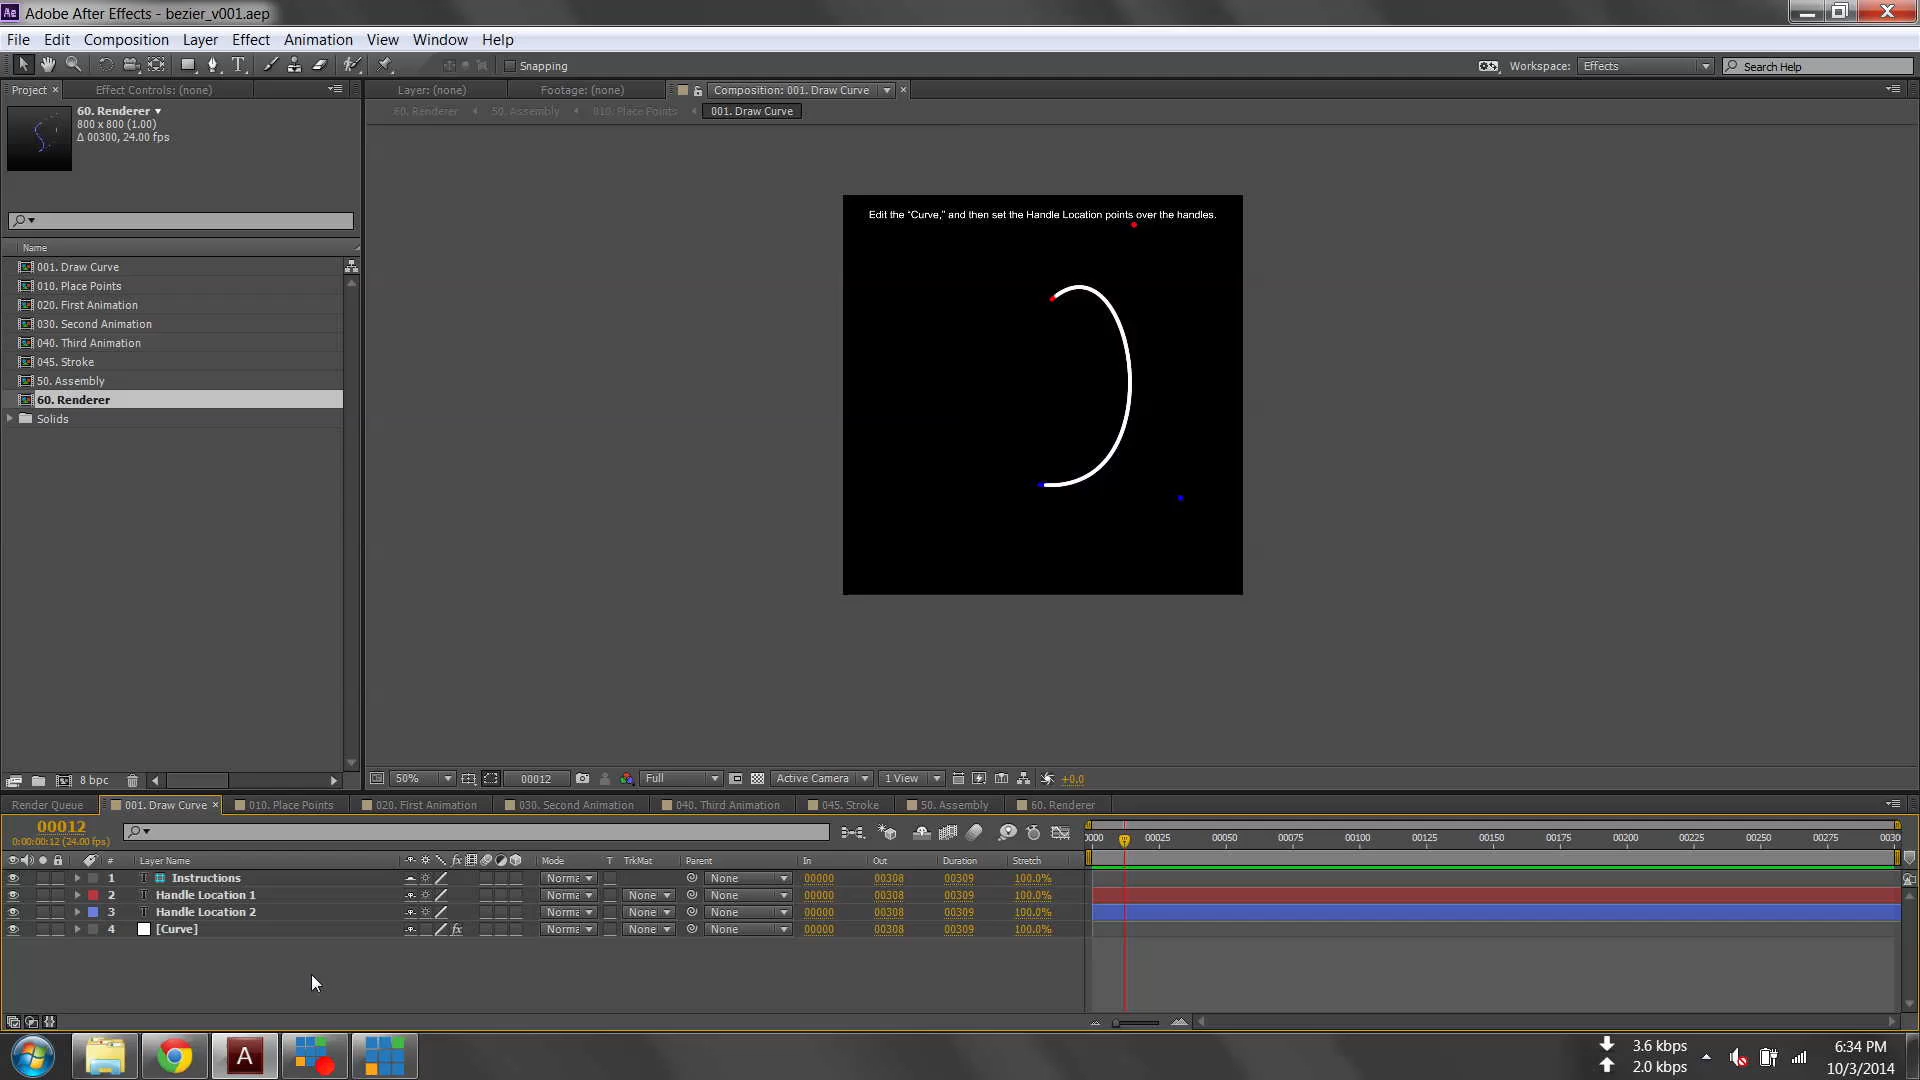 Ae Adobe After Effects - bezier_v001.aep
File Edit Composition Layer Effect Animation View Window Help
T Snapping Workspace: Effects Search Help
Project × Effect Controls: (none) Layer: (none) Footage: (none) Composition: 001. Draw Curve ×
60. Renderer 50. Assembly 010. Place Points 001. Draw Curve
60. Renderer
800 x 800 (1.00)
Δ 00300, 24.00 fps
Name
001. Draw Curve
010. Place Points
020. First Animation
030. Second Animation
040. Third Animation
045. Stroke
50. Assembly
60. Renderer
Solids
Edit the “Curve,” and then set the Handle Location points over the handles.
8 bpc 50% 00012 Full Active Camera 1 View +0.0
Render Queue 001. Draw Curve × 010. Place Points 020. First Animation 030. Second Animation 040. Third Animation 045. Stroke 50. Assembly 60. Renderer
00012
0:00:00:12 (24.00 fps)
0000 00025 00050 00075 00100 00125 00150 00175 00200 00225 00250 00275 0030
# Layer Name fx Mode T TrkMat Parent In Out Duration Stretch
1 T Instructions Norma None 00000 00308 00309 100.0%
2 T Handle Location 1 Norma None None 00000 00308 00309 100.0%
3 T Handle Location 2 Norma None None 00000 00308 00309 100.0%
4 [Curve] fx Norma None None 00000 00308 00309 100.0%
A
3.6 kbps
2.0 kbps
6:34 PM
10/3/2014